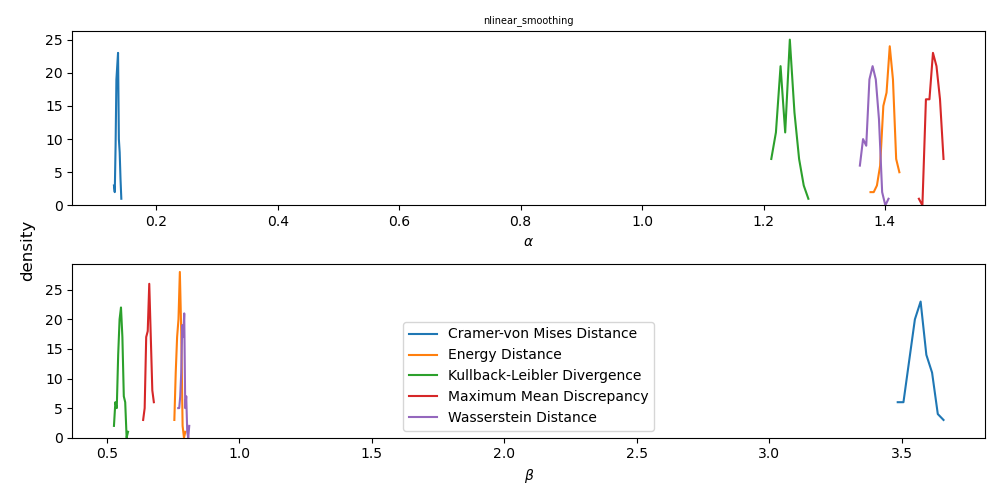 nlinear_smoothing
25
20
15
10
5
0
0.2 0.4 0.6 0.8 1.0 1.2 1.4
α
density
25
20
15
10
5
0
Cramer-von Mises Distance
Energy Distance
Kullback-Leibler Divergence
Maximum Mean Discrepancy
Wasserstein Distance
0.5 1.0 1.5 2.0 2.5 3.0 3.5
β